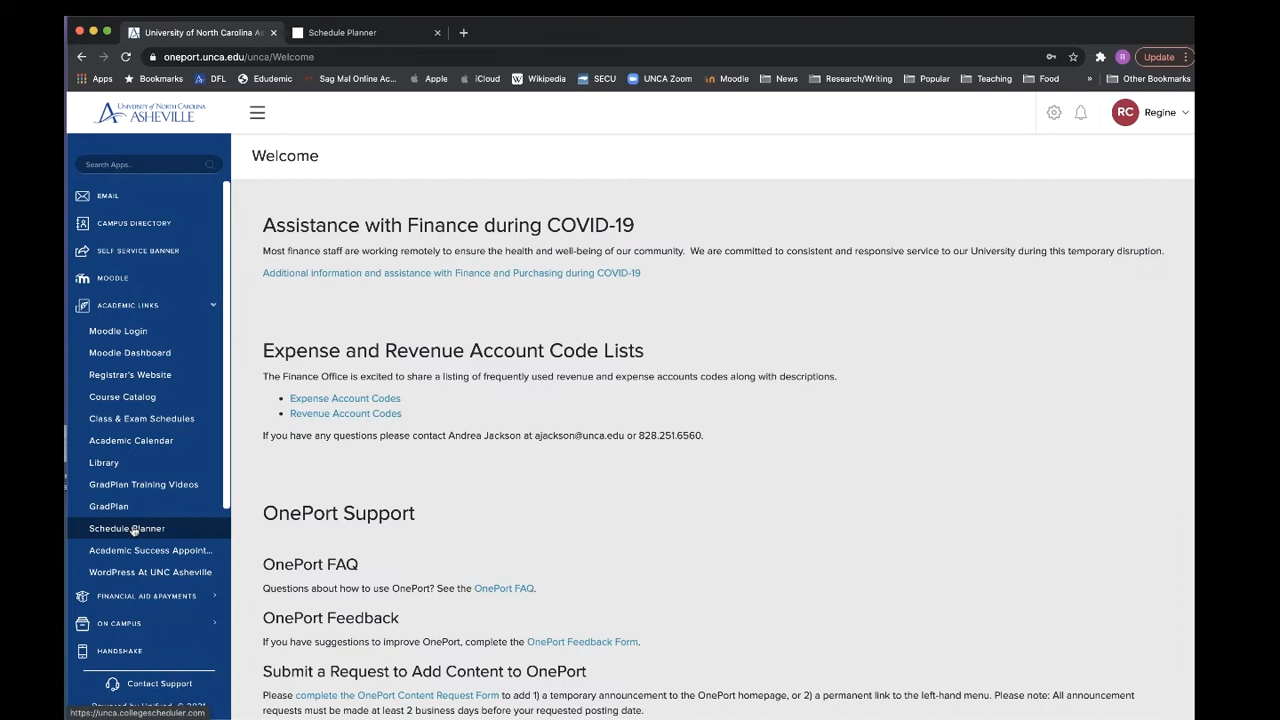 University of North Carolina As
Schedule Planner
oneport.unca.edu/unca/Welcome
Update
Apps
Bookmarks
DFL
Edudemic
Sag Mal Online Ac...
Apple
iCloud
Wikipedia
SECU
UNCA Zoom
Moodle
News
Research/Writing
Popular
Teaching
Food
»
Other Bookmarks
UNIVERSITY OF NORTH CAROLINA
ASHEVILLE
RC
Regine
Search Apps..
EMAIL
CAMPUS DIRECTORY
SELF SERVICE BANNER
MOODLE
ACADEMIC LINKS
Moodle Login
Moodle Dashboard
Registrar's Website
Course Catalog
Class & Exam Schedules
Academic Calendar
Library
GradPlan Training Videos
GradPlan
Schedule Planner
Academic Success Appoint...
WordPress At UNC Asheville
FINANCIAL AID &PAYMENTS
ON CAMPUS
HANDSHAKE
Contact Support
https://unca.collegescheduler.com
Welcome
Assistance with Finance during COVID-19
Most finance staff are working remotely to ensure the health and well-being of our community. We are committed to consistent and responsive service to our University during this temporary disruption.
Additional information and assistance with Finance and Purchasing during COVID-19
Expense and Revenue Account Code Lists
The Finance Office is excited to share a listing of frequently used revenue and expense accounts codes along with descriptions.
• Expense Account Codes
• Revenue Account Codes
If you have any questions please contact Andrea Jackson at ajackson@unca.edu or 828.251.6560.
OnePort Support
OnePort FAQ
Questions about how to use OnePort? See the OnePort FAQ.
OnePort Feedback
If you have suggestions to improve OnePort, complete the OnePort Feedback Form.
Submit a Request to Add Content to OnePort
Please complete the OnePort Content Request Form to add 1) a temporary announcement to the OnePort homepage, or 2) a permanent link to the left-hand menu. Please note: All announcement
requests must be made at least 2 business days before your requested posting date.